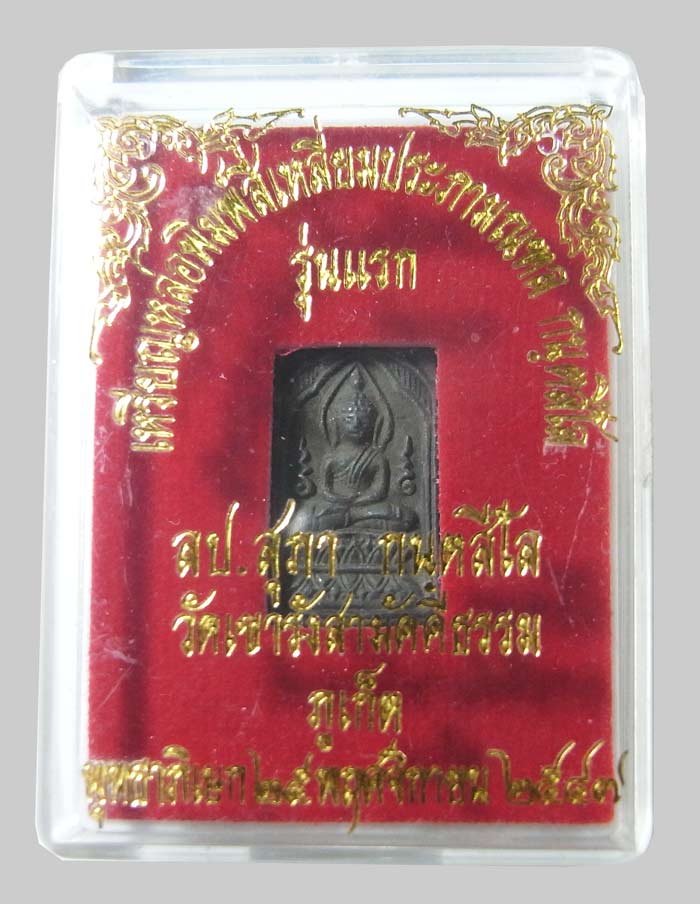 เหรียญหล่อพิมพ์สี่เหลี่ยมประภามณฑล กนฺตสีโล
รุ่นแรก
ลป.สุภา กนฺตสีโล
วัดเขารังสามัคคีธรรม
ภูเก็ต
พุทธาภิเษก ๒๕ พฤศจิกายน ๒๕๔๗